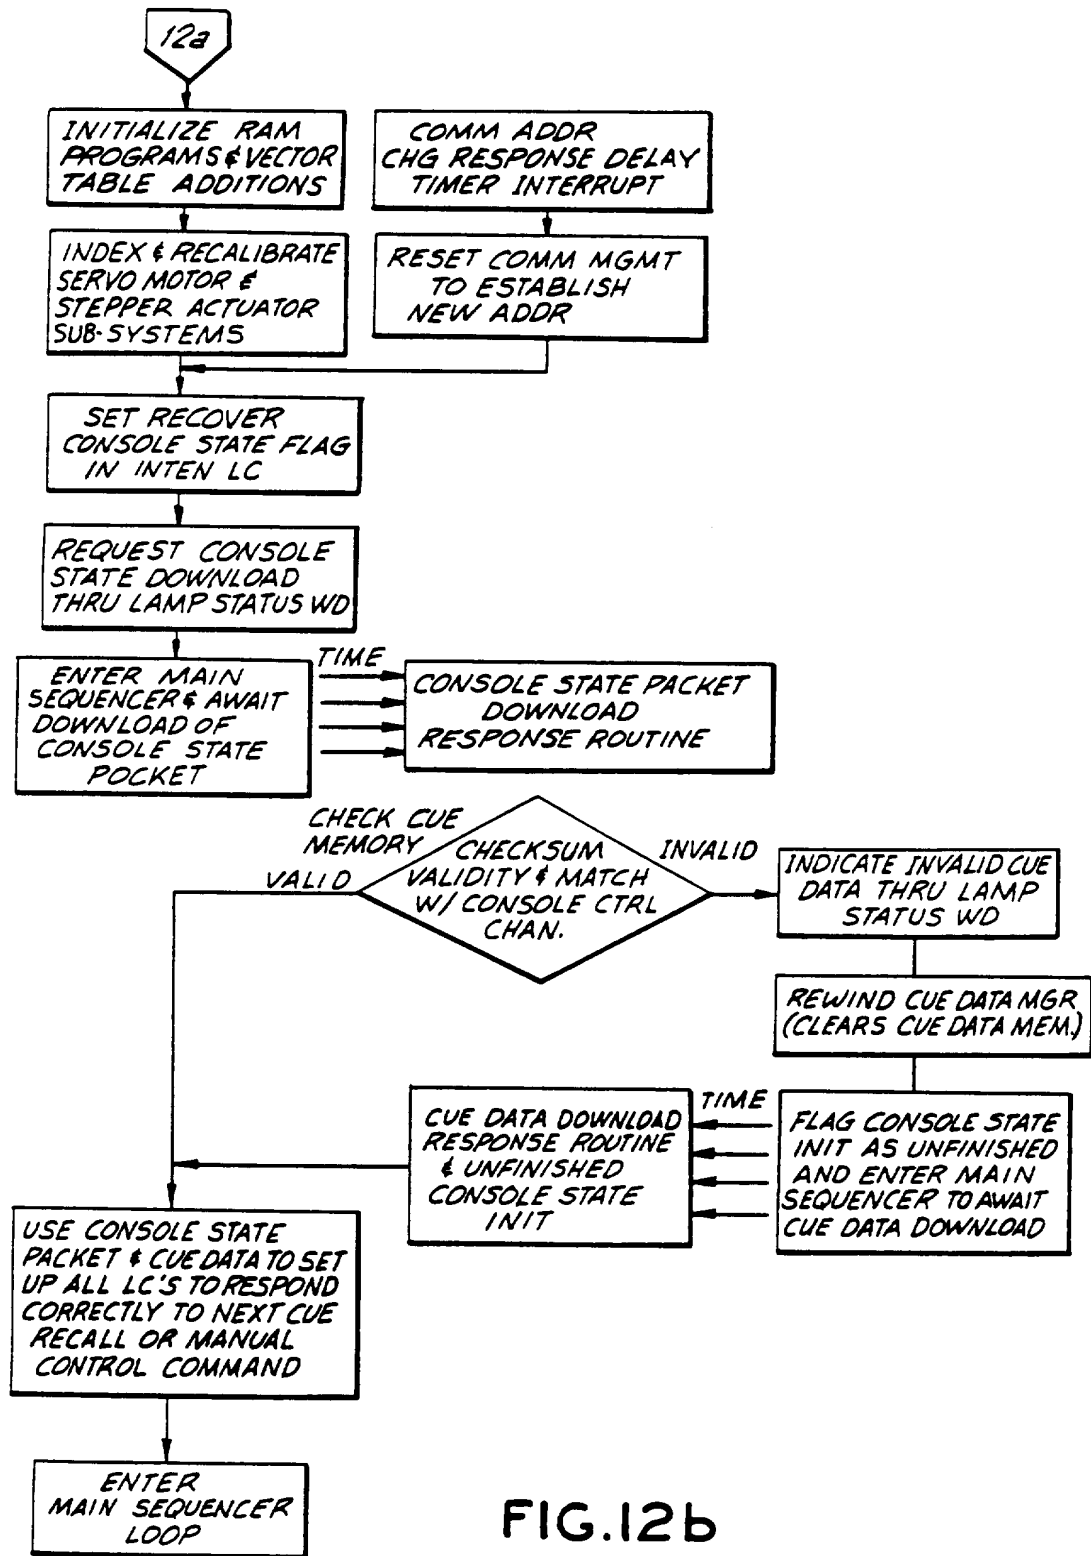 12a
INITIALIZE RAM
PROGRAMS & VECTOR
TABLE ADDITIONS
COMM ADDR
CHG RESPONSE DELAY
TIMER INTERRUPT
INDEX & RECALIBRATE
SERVO MOTOR &
STEPPER ACTUATOR
SUB-SYSTEMS
RESET COMM MGMT
TO ESTABLISH
NEW ADDR
SET RECOVER
CONSOLE STATE FLAG
IN INTEN LC
REQUEST CONSOLE
STATE DOWNLOAD
THRU LAMP STATUS WD
ENTER MAIN
SEQUENCER & AWAIT
DOWNLOAD OF
CONSOLE STATE
POCKET
TIME
CONSOLE STATE PACKET
DOWNLOAD
RESPONSE ROUTINE
CHECK CUE
MEMORY
VALID
CHECKSUM
VALIDITY & MATCH
W/ CONSOLE CTRL
CHAN.
INVALID
INDICATE INVALID CUE
DATA THRU LAMP
STATUS WD
REWIND CUE DATA MGR
(CLEARS CUE DATA MEM.)
FLAG CONSOLE STATE
INIT AS UNFINISHED
AND ENTER MAIN
SEQUENCER TO AWAIT
CUE DATA DOWNLOAD
TIME
CUE DATA DOWNLOAD
RESPONSE ROUTINE
& UNFINISHED
CONSOLE STATE
INIT
USE CONSOLE STATE
PACKET & CUE DATA TO SET
UP ALL LC'S TO RESPOND
CORRECTLY TO NEXT CUE
RECALL OR MANUAL
CONTROL COMMAND
ENTER
MAIN SEQUENCER
LOOP
FIG.12b